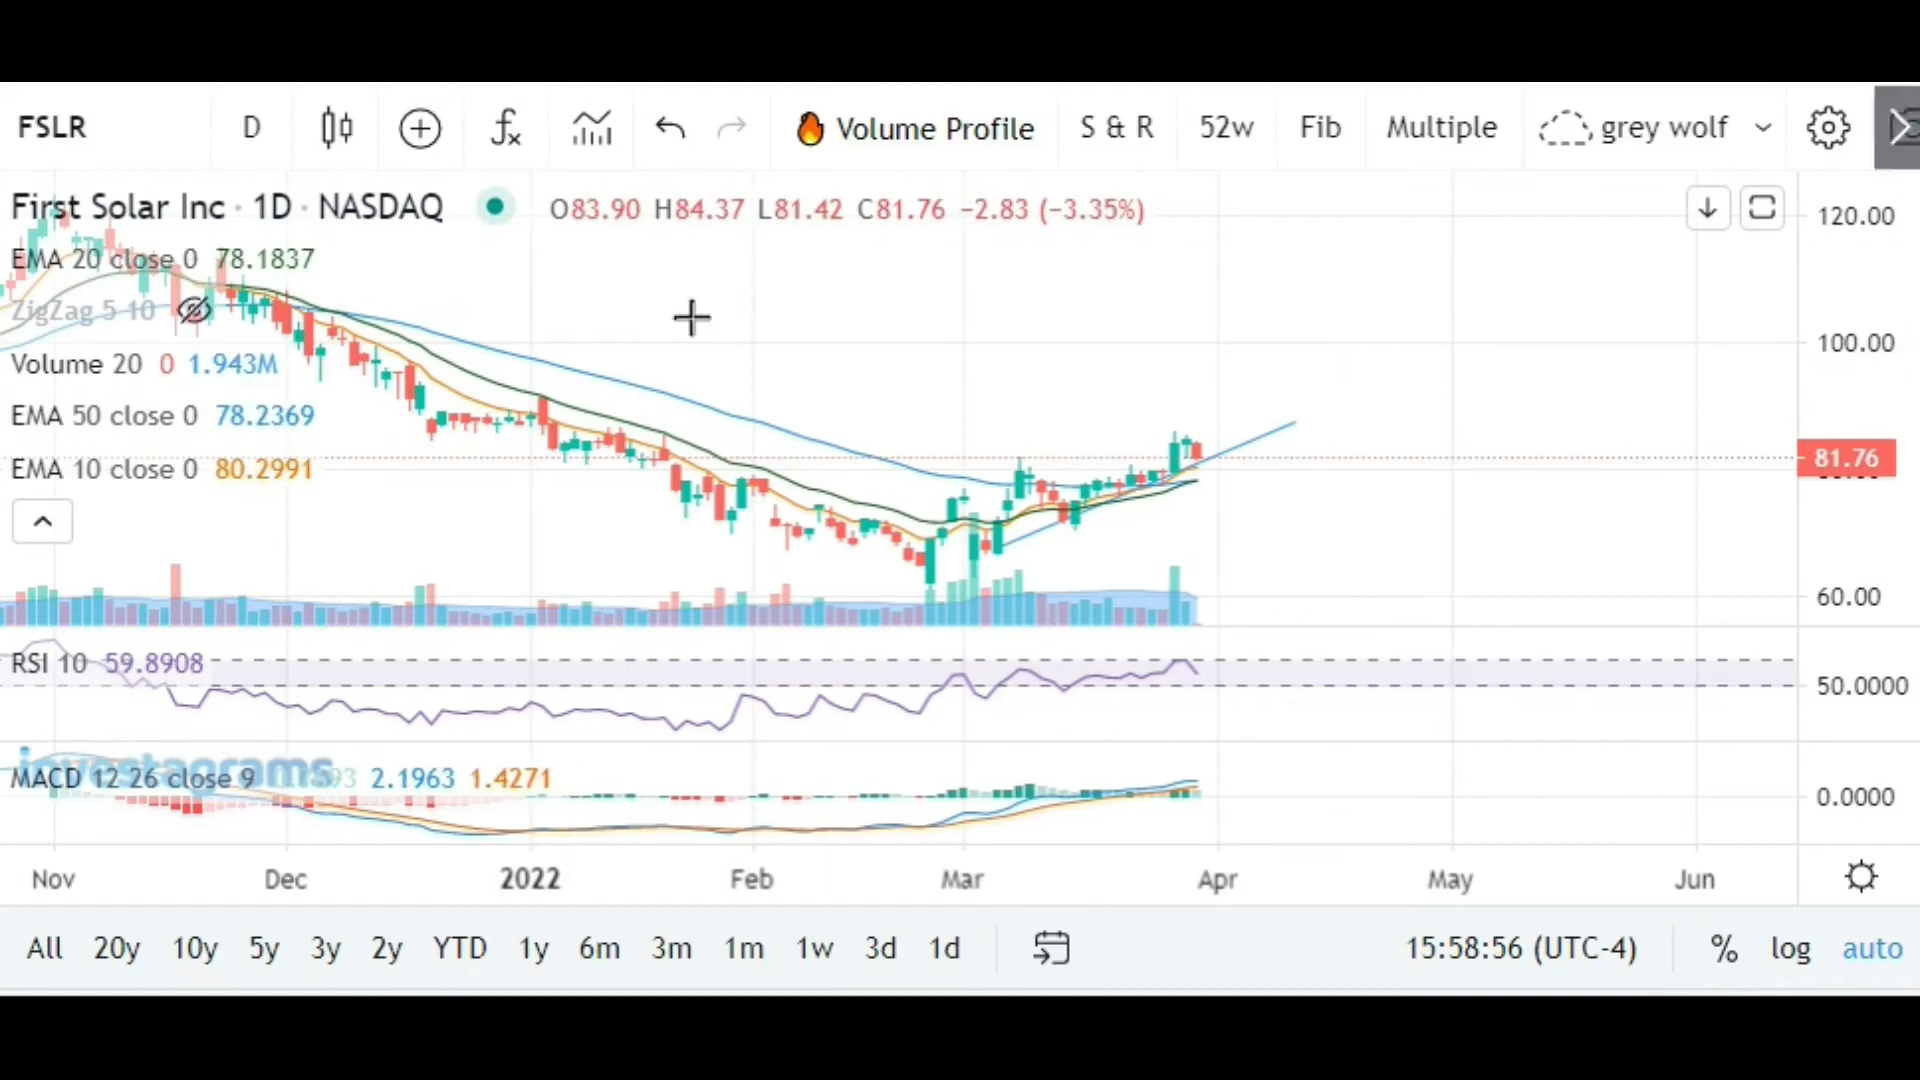 FSLR D fx Volume Profile S & R 52w Fib Multiple grey wolf
First Solar Inc · 1D · NASDAQ O83.90 H84.37 L81.42 C81.76 −2.83 (−3.35%)
120.00
EMA 20 close 0 78.1837
ZigZag 5 10
100.00
Volume 20 0 1.943M
EMA 50 close 0 78.2369
EMA 10 close 0 80.2991
81.76
60.00
RSI 10 59.8908
50.0000
investagrams
MACD 12 26 close 9 2.1963 1.4271
0.0000
Nov Dec 2022 Feb Mar Apr May Jun
All 20y 10y 5y 3y 2y YTD 1y 6m 3m 1m 1w 3d 1d 15:58:56 (UTC-4) % log auto